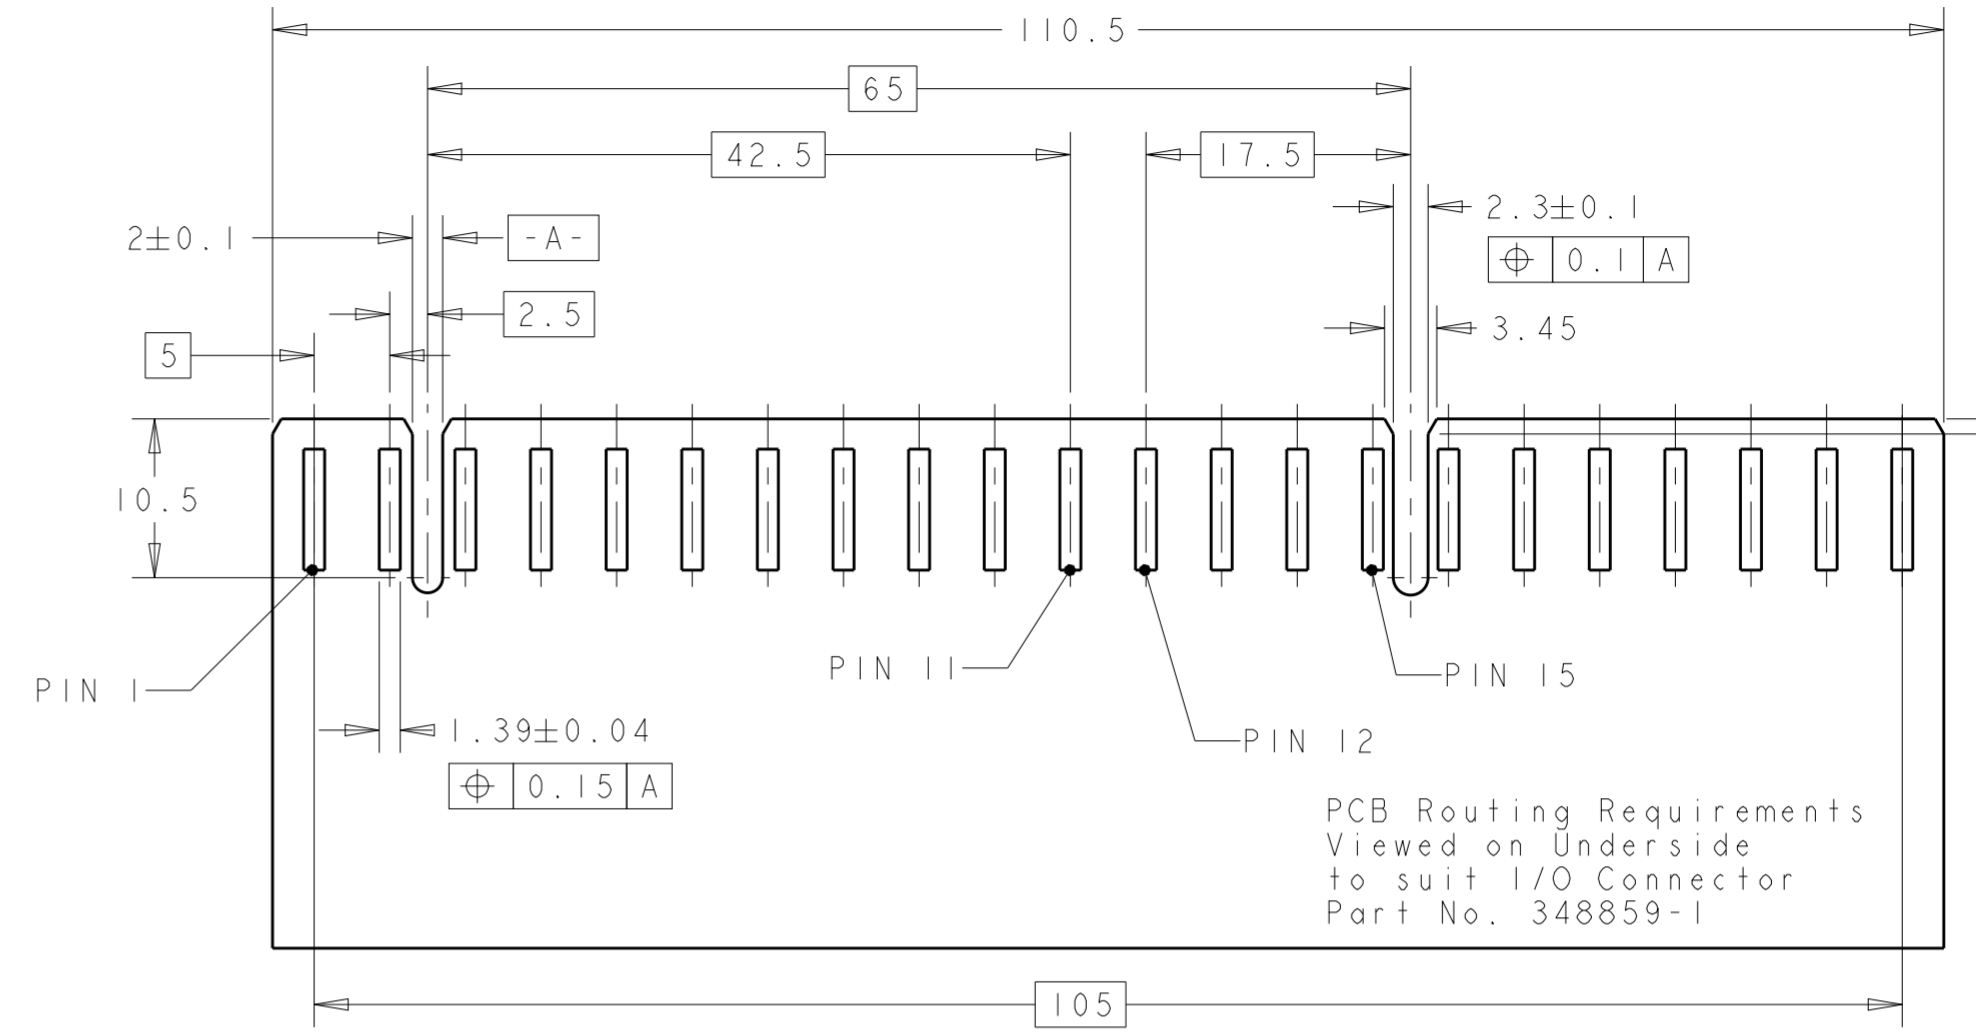 110.5
65
42.5
17.5
2±0.1
-A-
2.3±0.1
⌖ 0.1 A
2.5
3.45
5
10.5
PIN 1
PIN 11
PIN 15
PIN 12
1.39±0.04
⌖ 0.15 A
PCB Routing Requirements
Viewed on Underside
to suit I/O Connector
Part No. 348859-1
105